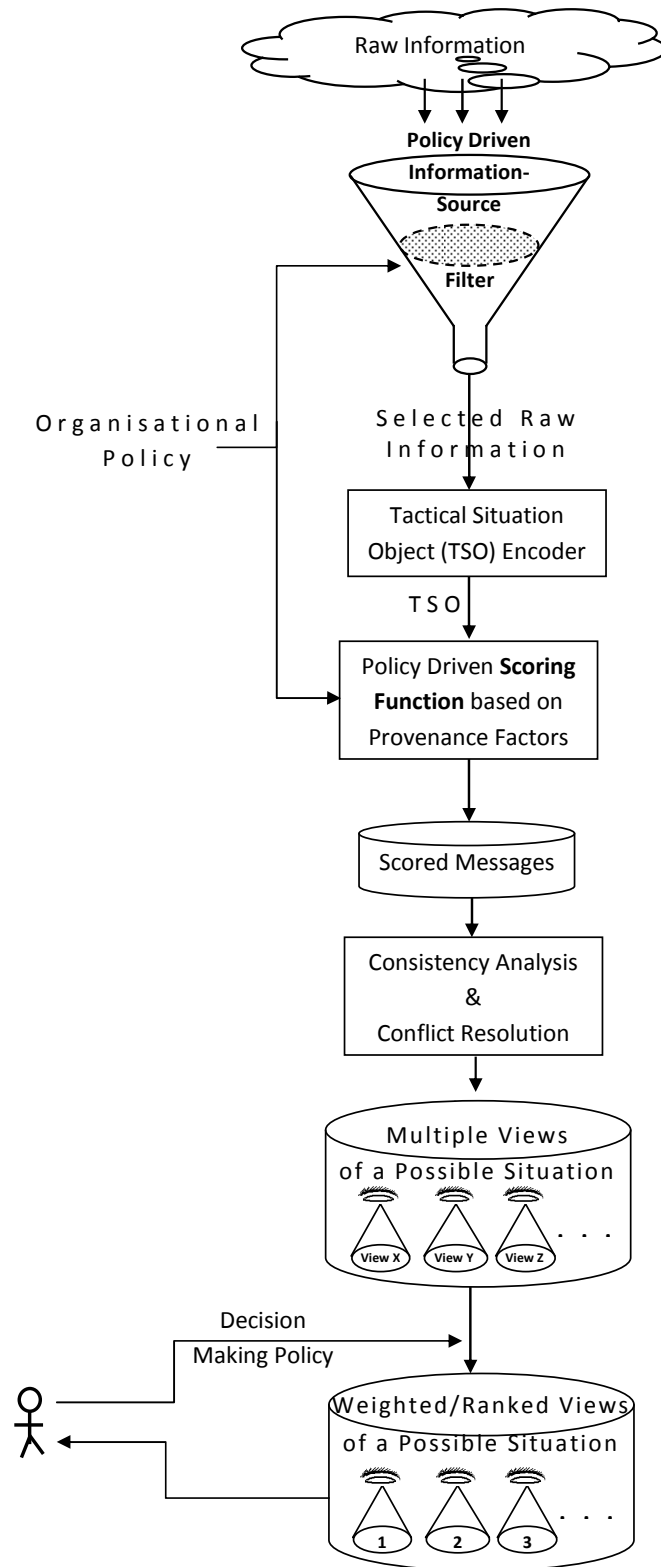 Raw Information
Policy Driven
Information-
Source
Filter
Organisational
Policy
Selected Raw
Information
Tactical Situation
Object (TSO) Encoder
TSO
Policy Driven Scoring
Function based on
Provenance Factors
Scored Messages
Consistency Analysis
&
Conflict Resolution
Multiple Views
of a Possible Situation
View X View Y View Z . . .
Decision
Making Policy
Weighted/Ranked Views
of a Possible Situation
1 2 3 . . .